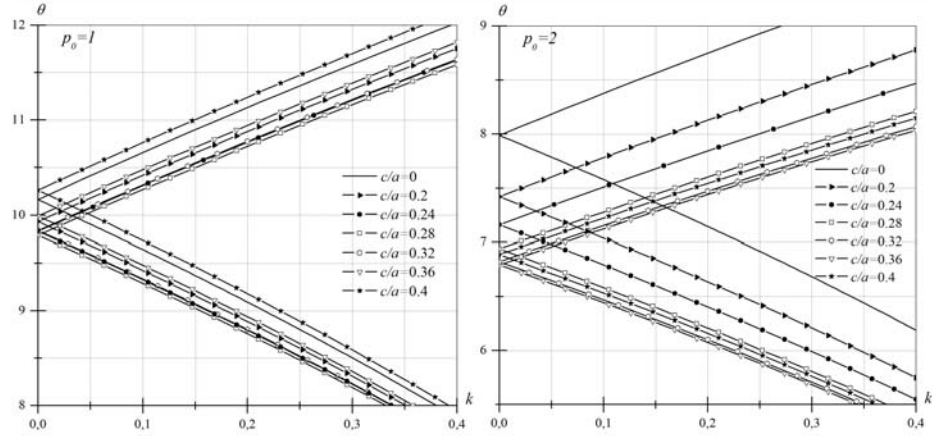 θ
12
p₀=1
11
10
9
8
0,0
0,1
0,2
0,3
k
0,4
c/a=0
c/a=0.2
c/a=0.24
c/a=0.28
c/a=0.32
c/a=0.36
c/a=0.4
θ
9
p₀=2
8
7
6
0,0
0,1
0,2
0,3
k
0,4
c/a=0
c/a=0.2
c/a=0.24
c/a=0.28
c/a=0.32
c/a=0.36
c/a=0.4